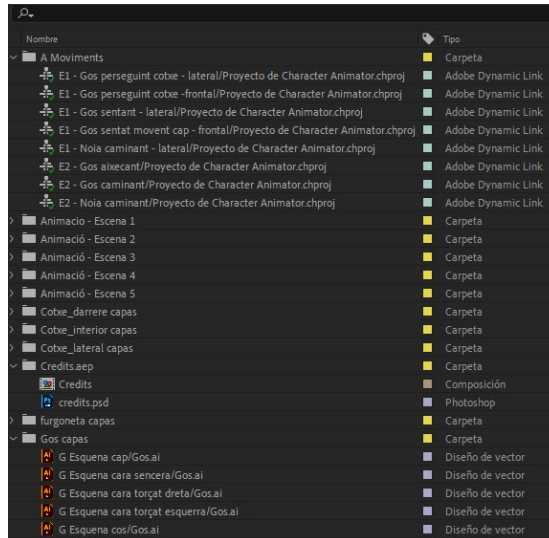 Nombre Tipo
A Moviments Carpeta
E1 - Gos perseguint cotxe - lateral/Proyecto de Character Animator.chproj Adobe Dynamic Link
E1 - Gos perseguint cotxe -frontal/Proyecto de Character Animator.chproj Adobe Dynamic Link
E1 - Gos sentant - lateral/Proyecto de Character Animator.chproj Adobe Dynamic Link
E1 - Gos sentat movent cap - frontal/Proyecto de Character Animator.chproj Adobe Dynamic Link
E1 - Noia caminant - lateral/Proyecto de Character Animator.chproj Adobe Dynamic Link
E2 - Gos aixecant/Proyecto de Character Animator.chproj Adobe Dynamic Link
E2 - Gos caminant/Proyecto de Character Animator.chproj Adobe Dynamic Link
E2 - Noia caminant/Proyecto de Character Animator.chproj Adobe Dynamic Link
Animacio - Escena 1 Carpeta
Animació - Escena 2 Carpeta
Animació - Escena 3 Carpeta
Animació - Escena 4 Carpeta
Animació - Escena 5 Carpeta
Cotxe_darrere capas Carpeta
Cotxe_interior capas Carpeta
Cotxe_lateral capas Carpeta
Credits.aep Carpeta
Credits Composición
Ps credits.psd Photoshop
furgoneta capas Carpeta
Gos capas Carpeta
Ai G Esquena cap/Gos.ai Diseño de vector
Ai G Esquena cara sencera/Gos.ai Diseño de vector
Ai G Esquena cara torçat dreta/Gos.ai Diseño de vector
Ai G Esquena cara torçat esquerra/Gos.ai Diseño de vector
Ai G Esquena cos/Gos.ai Diseño de vector